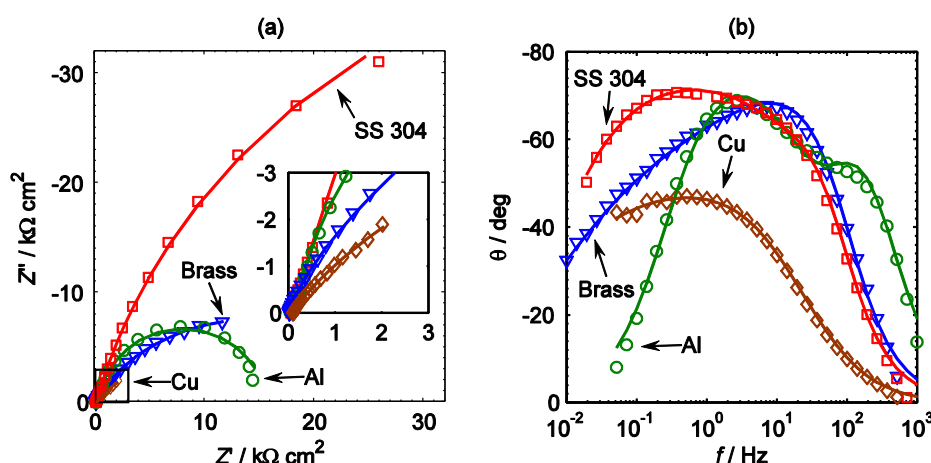 (a)
-30
-20
-10
0
0
10
20
30
Z'' / kΩ cm²
Z' / kΩ cm²
SS 304
Brass
Cu
Al
-3
-2
-1
0
0
1
2
3
(b)
-80
-60
-40
-20
0
θ / deg
10⁻²
10⁻¹
10⁰
10¹
10²
10³
f / Hz
SS 304
Cu
Brass
Al